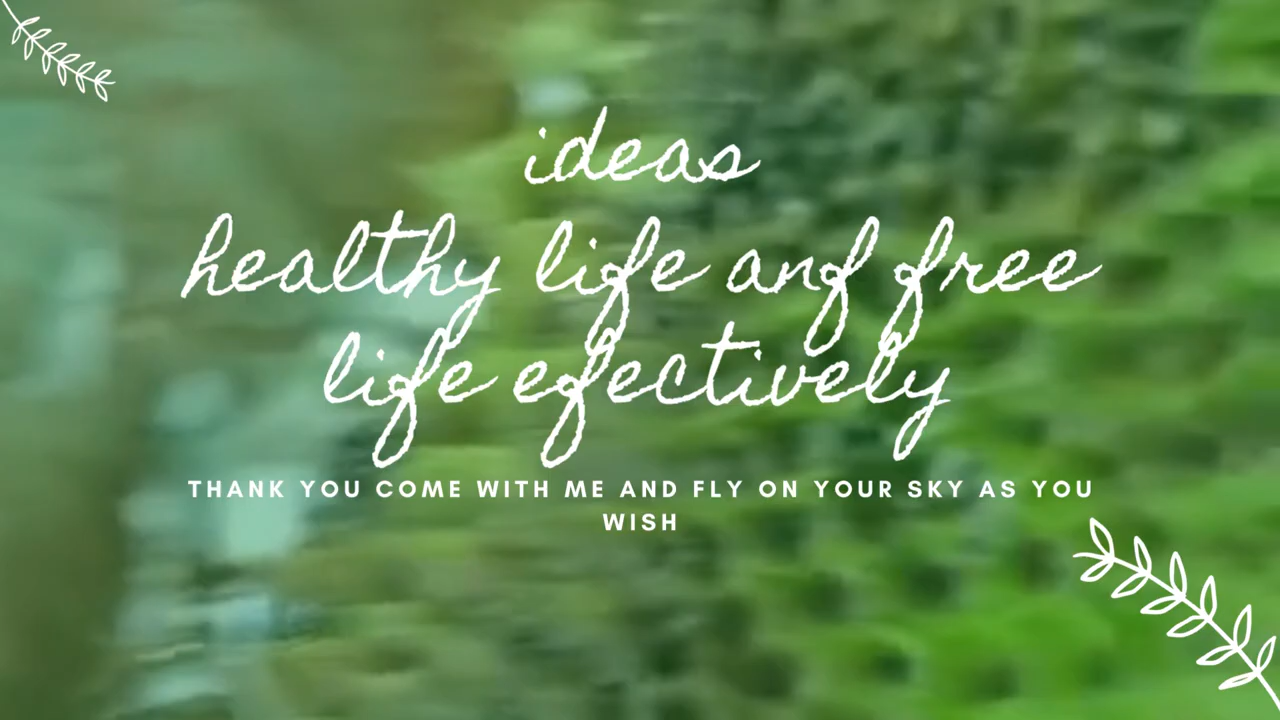 ideas
healthy life anf free
life efectively
THANK YOU COME WITH ME AND FLY ON YOUR SKY AS YOU
WISH